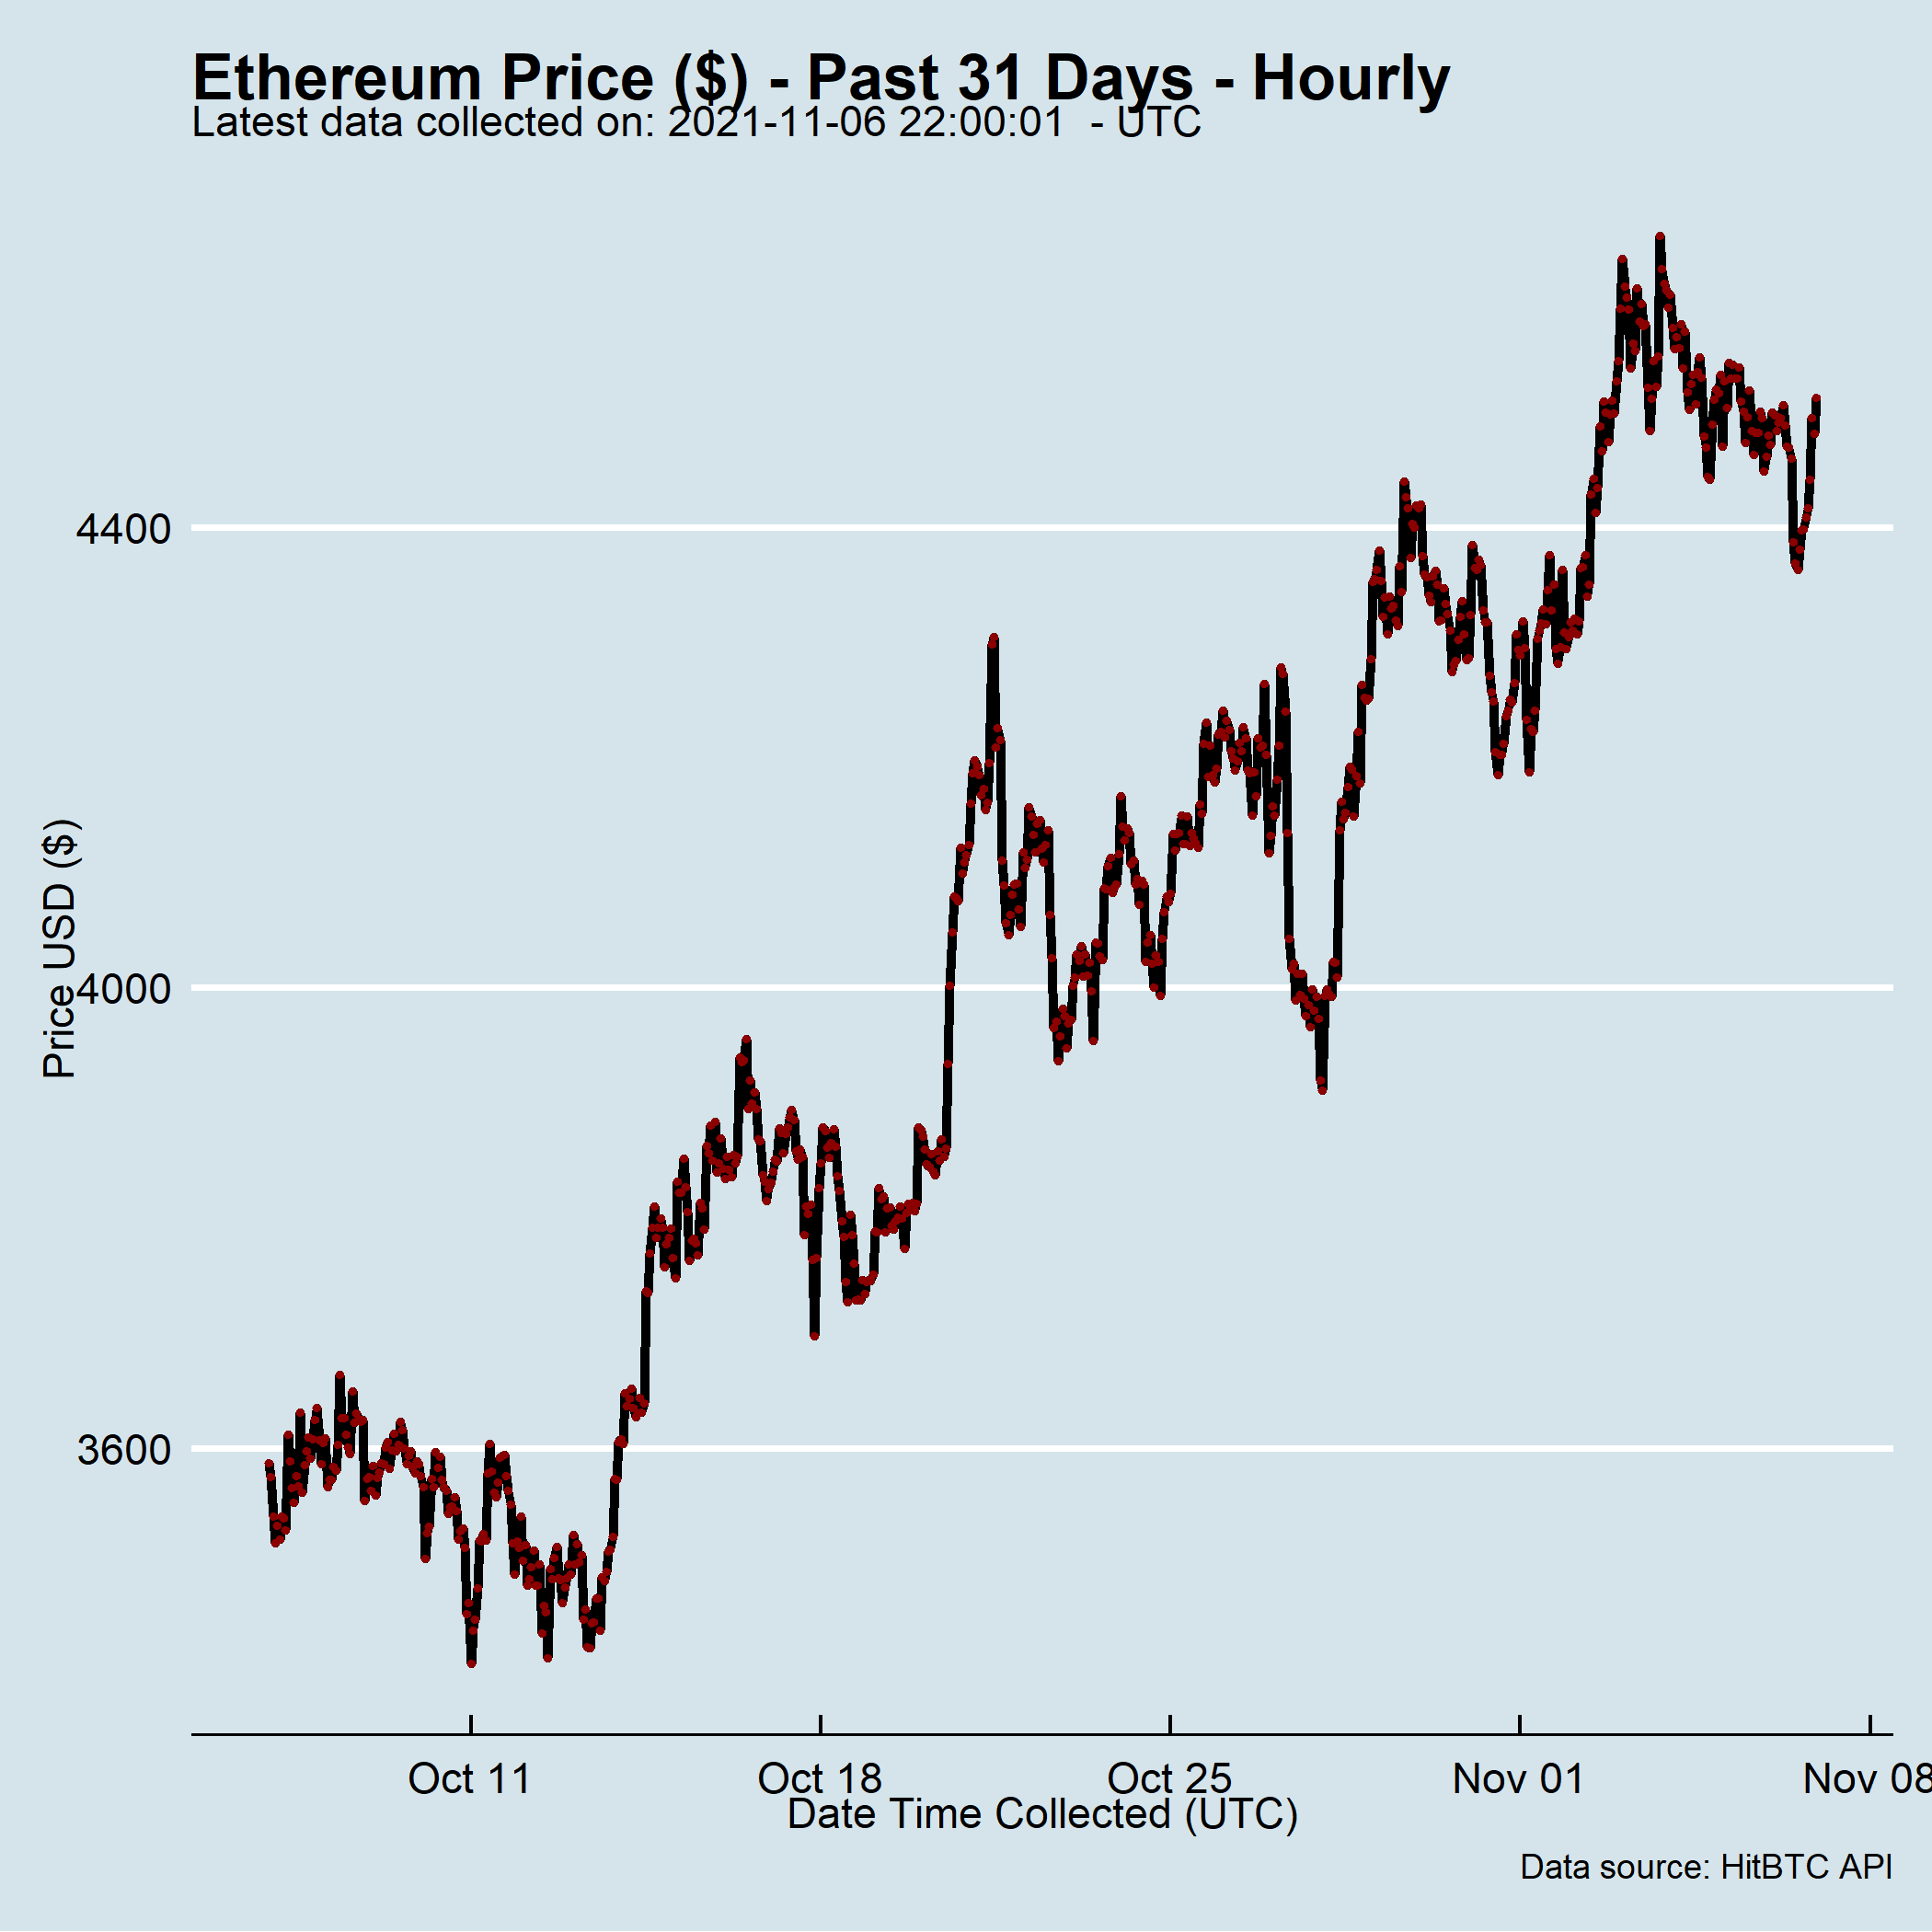 Ethereum Price ($) - Past 31 Days - Hourly
Latest data collected on: 2021-11-06 22:00:01  - UTC
4400
4000
3600
Price USD ($)
Oct 11
Oct 18
Oct 25
Nov 01
Nov 08
Date Time Collected (UTC)
Data source: HitBTC API